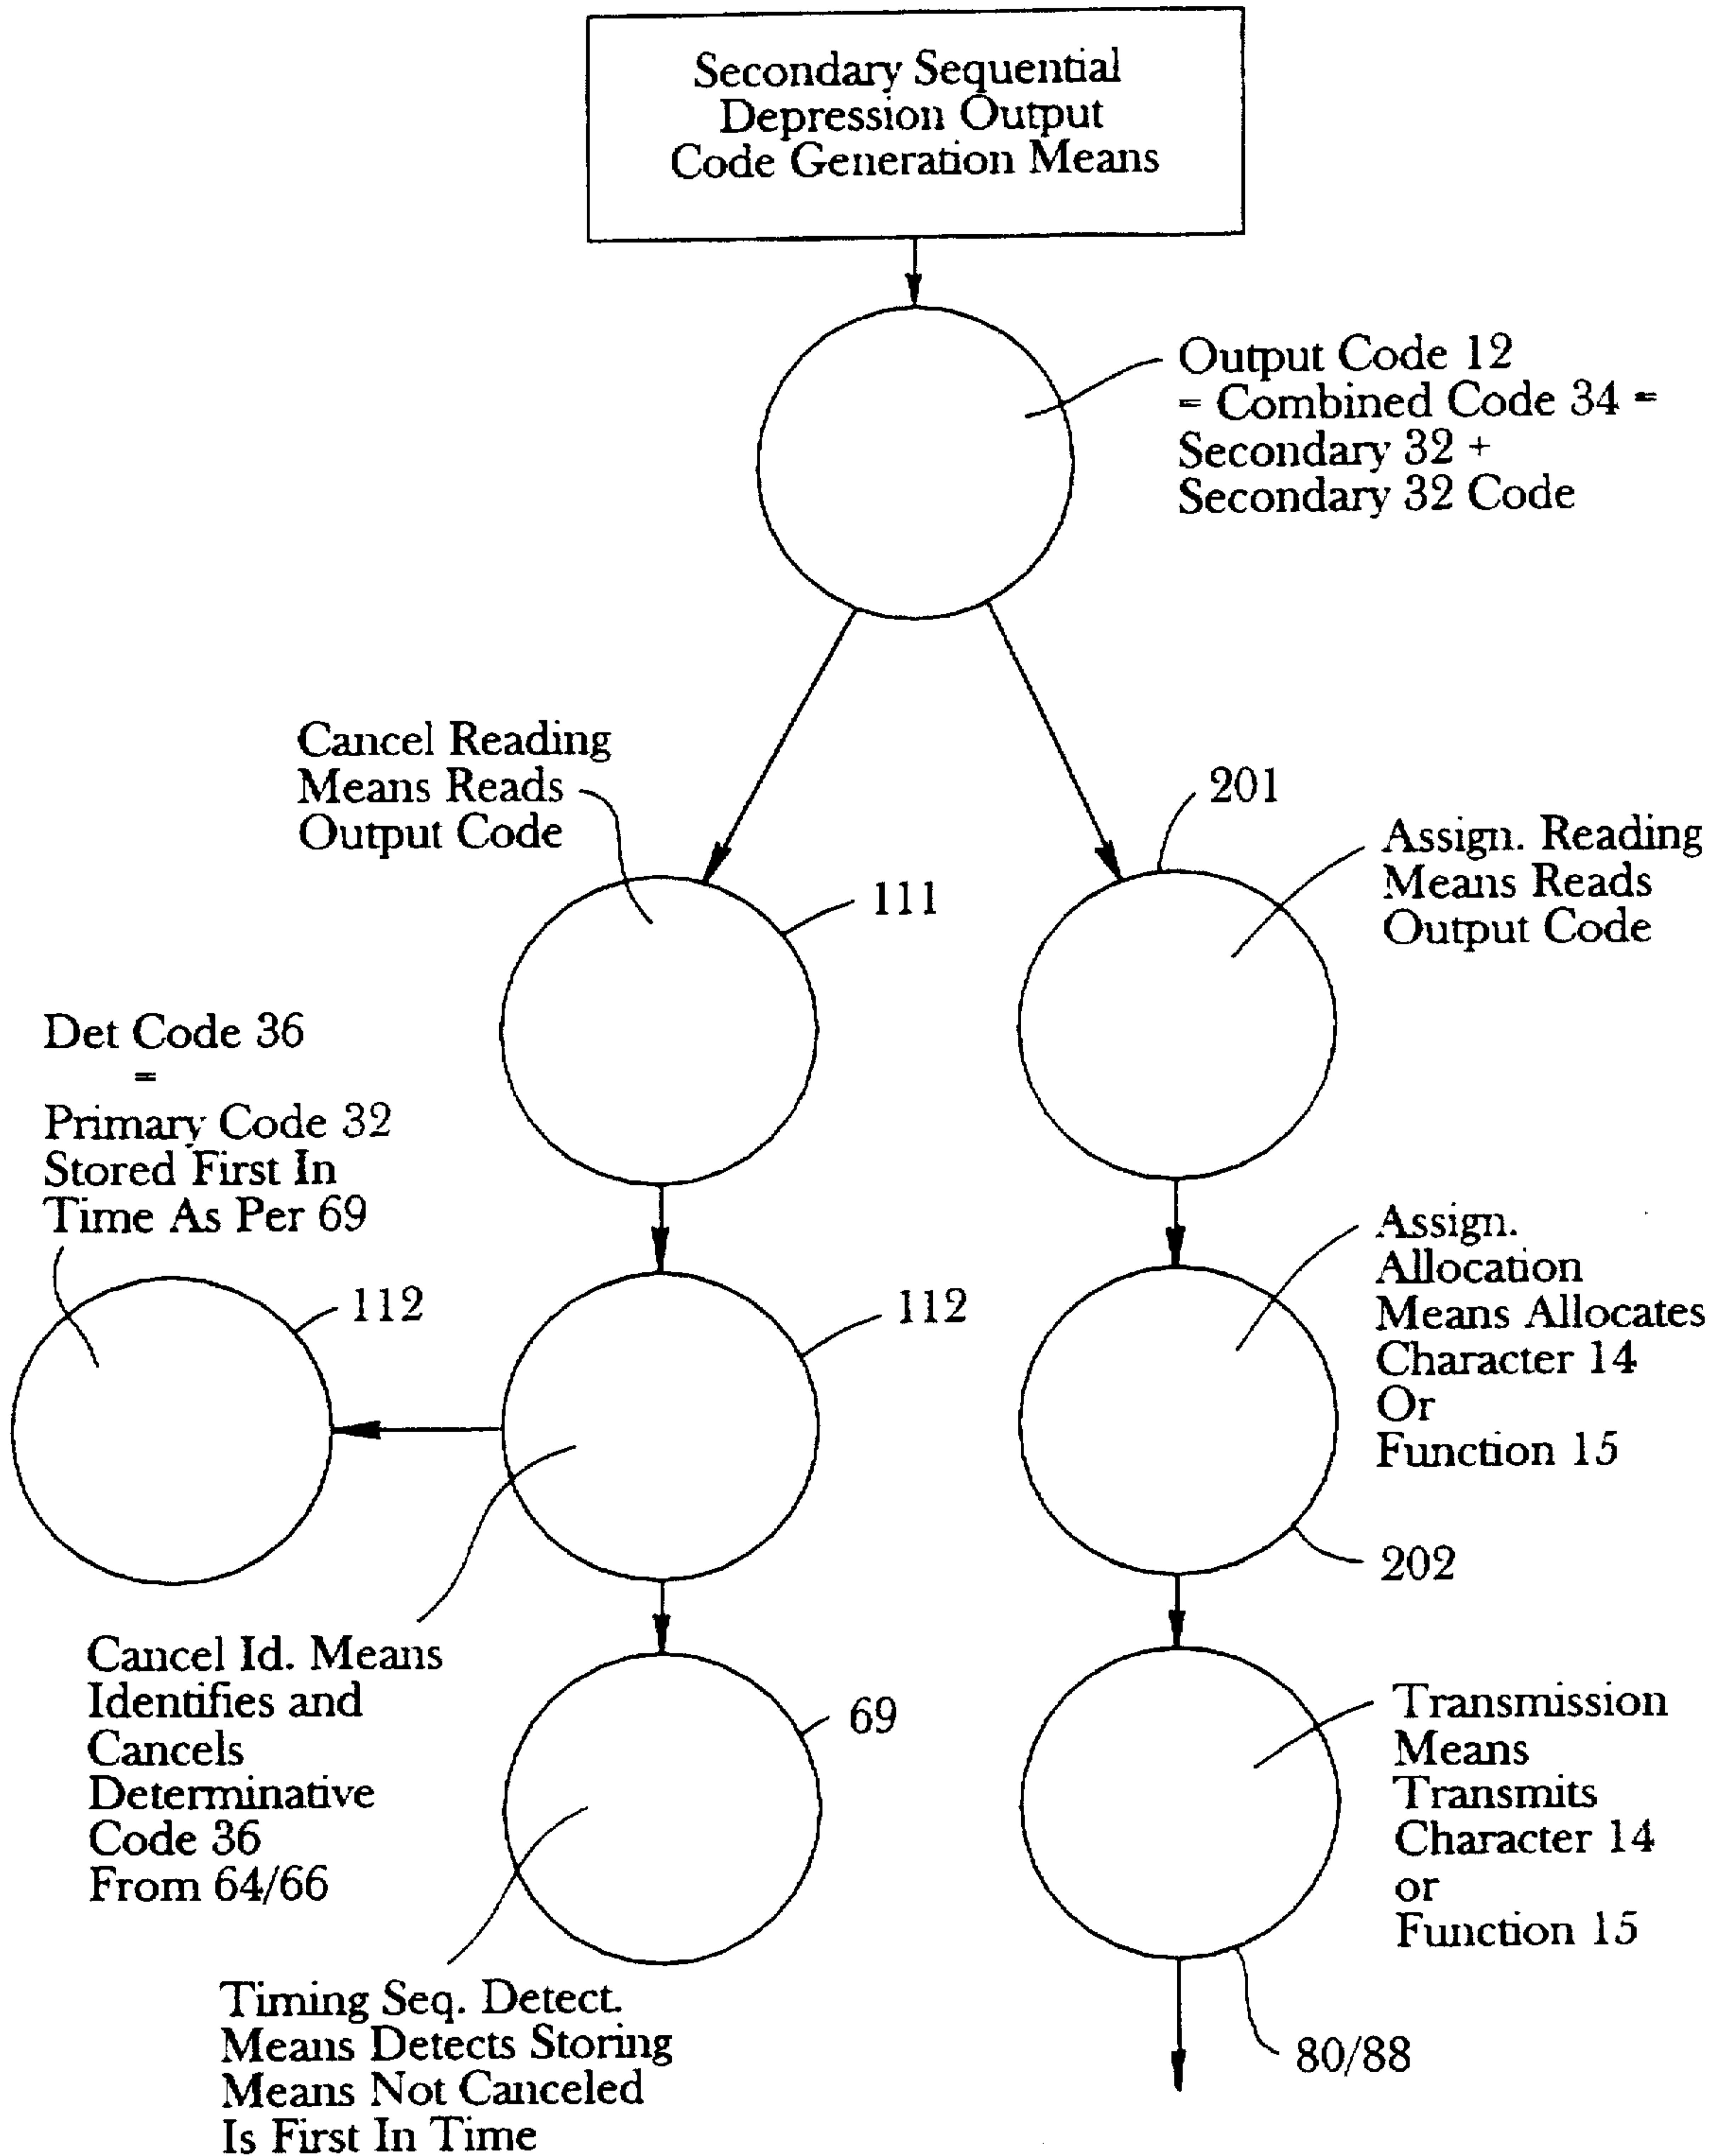 Secondary Sequential
Depression Output
Code Generation Means
Output Code 12
= Combined Code 34 =
Secondary 32 +
Secondary 32 Code
Cancel Reading
Means Reads
Output Code
111
201
Assign. Reading
Means Reads
Output Code
Det Code 36
=
Primary Code 32
Stored First In
Time As Per 69
112
112
Assign.
Allocation
Means Allocates
Character 14
Or
Function 15
202
Cancel Id. Means
Identifies and
Cancels
Determinative
Code 36
From 64/66
69
Transmission
Means
Transmits
Character 14
or
Function 15
Timing Seq. Detect.
Means Detects Storing
Means Not Canceled
Is First In Time
80/88